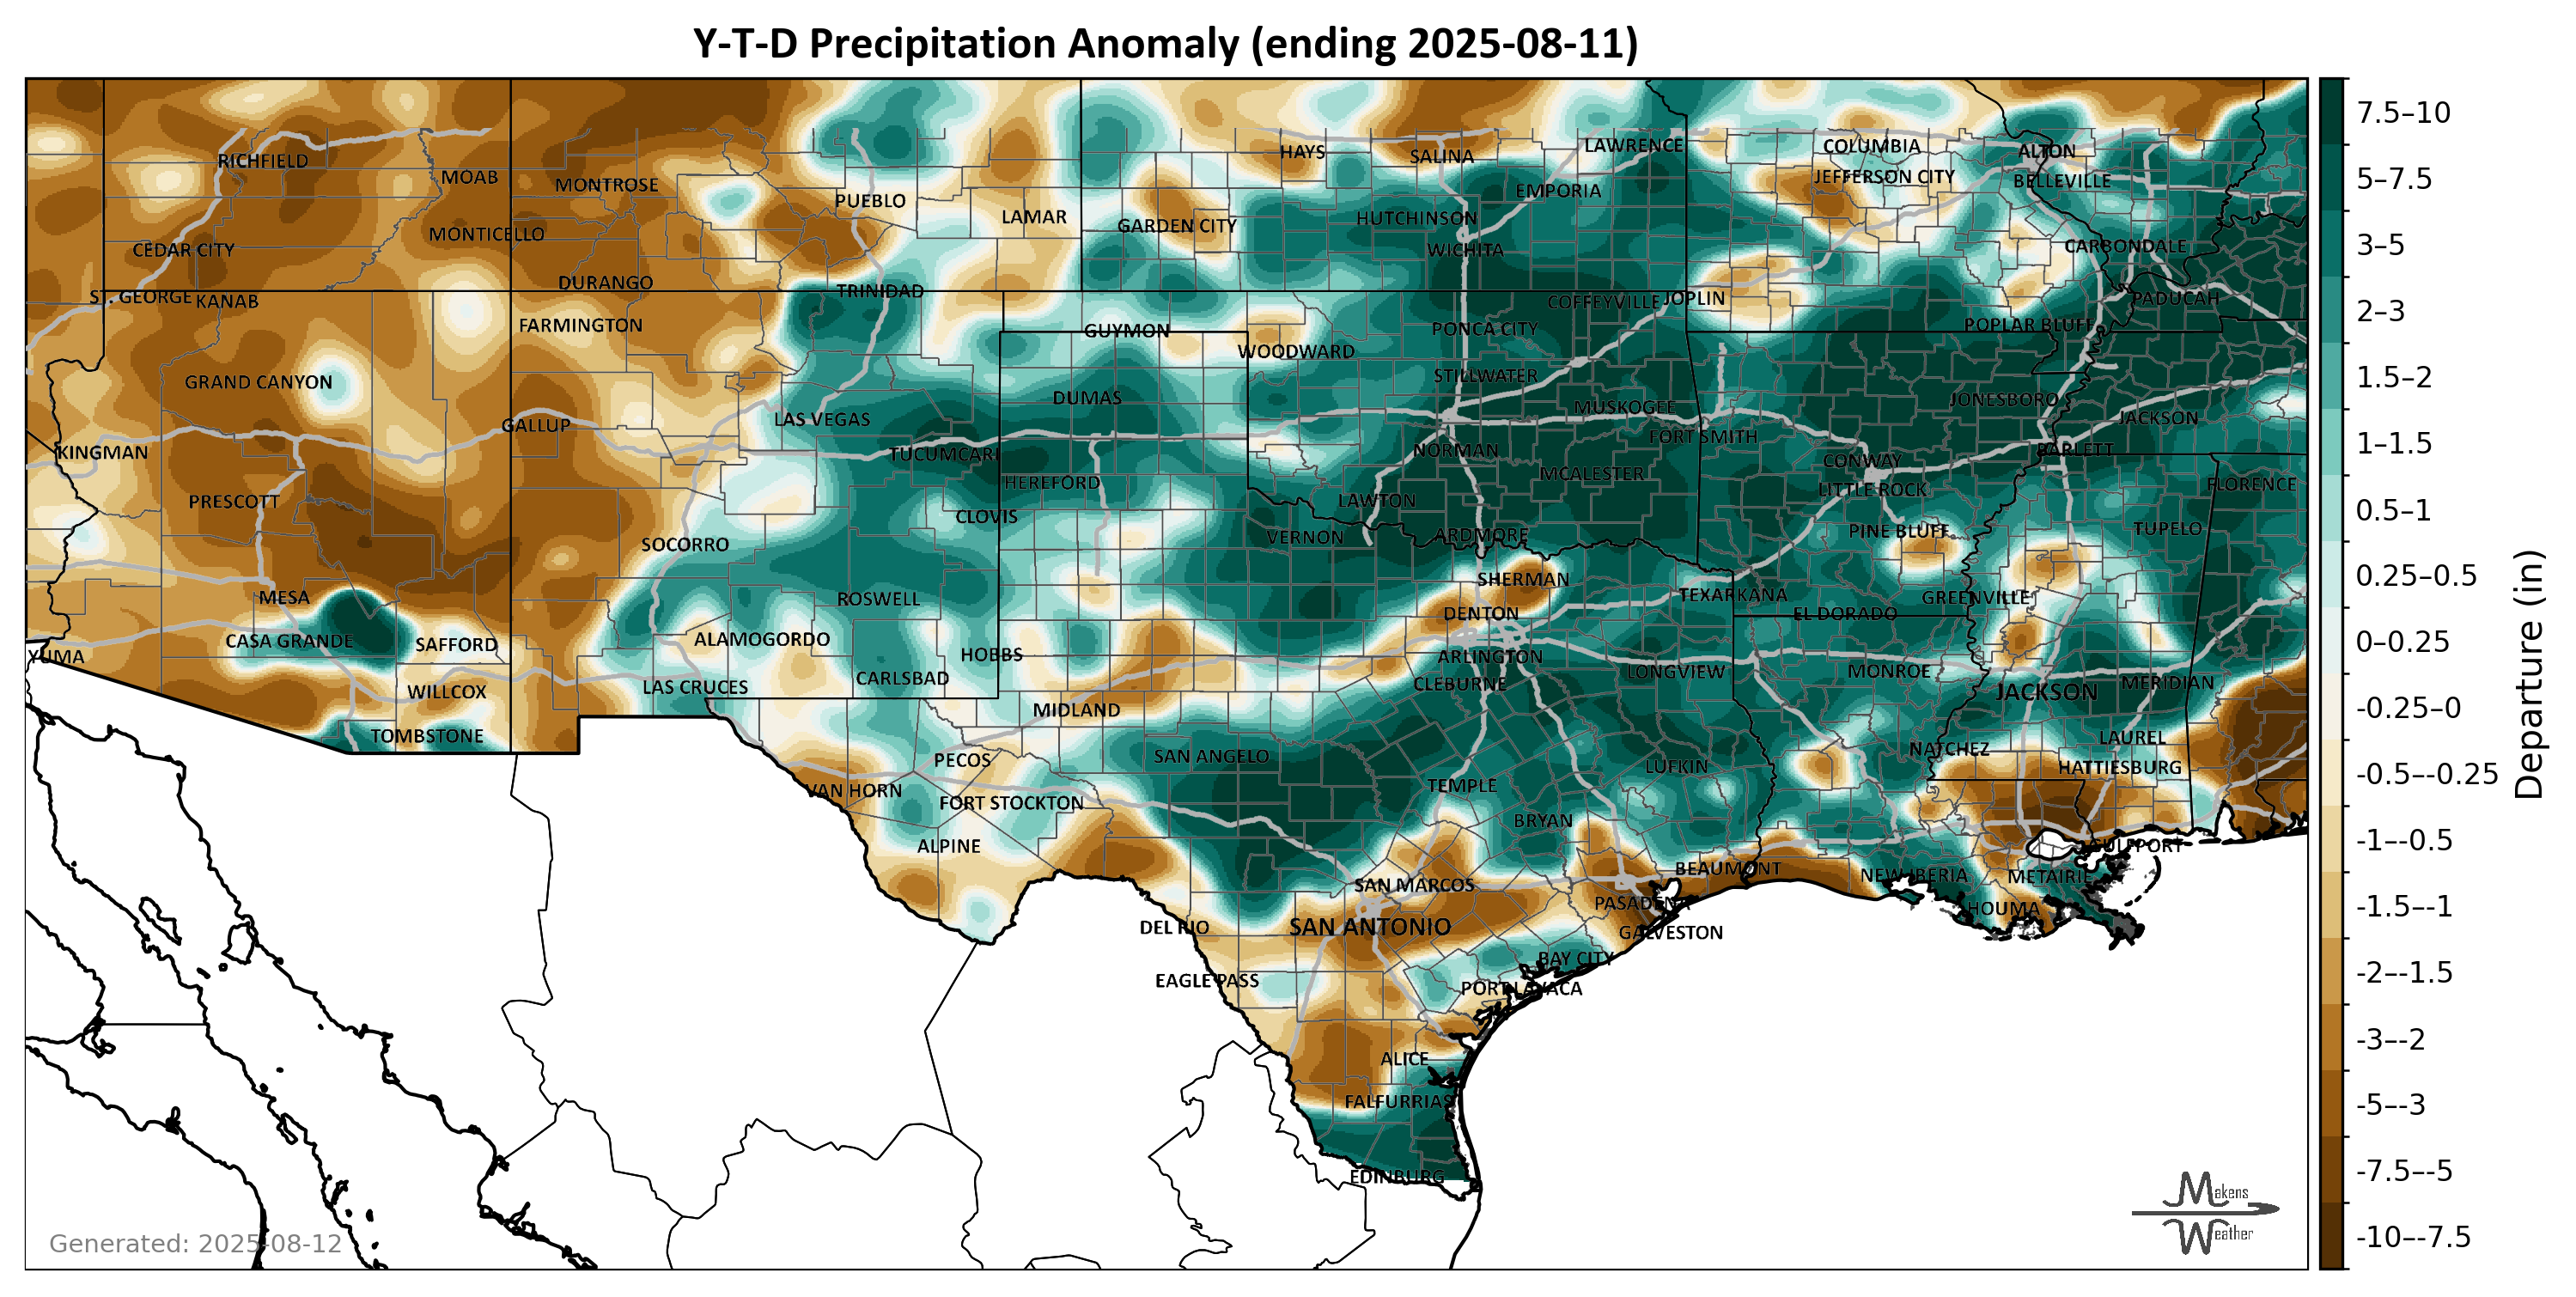 Y-T-D Precipitation Anomaly (ending 2025-08-11)
RICHFIELD
MOAB
MONTROSE
PUEBLO
LAMAR
HAYS
SALINA
LAWRENCE
COLUMBIA
ALTON
EMPORIA
JEFFERSON CITY
BELLEVILLE
CEDAR CITY
MONTICELLO
GARDEN CITY
HUTCHINSON
WICHITA
CARBONDALE
DURANGO
TRINIDAD
ST. GEORGE
KANAB
FARMINGTON
GUYMON
WOODWARD
PONCA CITY
COFFEYVILLE
JOPLIN
POPLAR BLUFF
PADUCAH
GRAND CANYON
GALLUP
LAS VEGAS
DUMAS
STILLWATER
MUSKOGEE
FORT SMITH
JONESBORO
JACKSON
KINGMAN
TUCUMCARI
HEREFORD
NORMAN
MCALESTER
CONWAY
BARLETT
LITTLE ROCK
FLORENCE
PRESCOTT
CLOVIS
LAWTON
SOCORRO
VERNON
ARDMORE
PINE BLUFF
TUPELO
MESA
ROSWELL
SHERMAN
DENTON
TEXARKANA
EL DORADO
GREENVILLE
CASA GRANDE
SAFFORD
ALAMOGORDO
HOBBS
ARLINGTON
YUMA
WILLCOX
LAS CRUCES
CARLSBAD
CLEBURNE
LONGVIEW
MONROE
JACKSON
MERIDIAN
TOMBSTONE
MIDLAND
PECOS
SAN ANGELO
TEMPLE
LUFKIN
NATCHEZ
LAUREL
HATTIESBURG
VAN HORN
FORT STOCKTON
BRYAN
ALPINE
SAN MARCOS
BEAUMONT
NEW IBERIA
METAIRIE
GULFPORT
DEL RIO
SAN ANTONIO
PASADENA
GALVESTON
HOUMA
EAGLE PASS
BAY CITY
PORT LAVACA
ALICE
FALFURRIAS
EDINBURG
7.5–10
5–7.5
3–5
2–3
1.5–2
1–1.5
0.5–1
0.25–0.5
0–0.25
-0.25–0
-0.5–-0.25
-1–-0.5
-1.5–-1
-2–-1.5
-3–-2
-5–-3
-7.5–-5
-10–-7.5
Departure (in)
Generated: 2025-08-12
Makens
Weather